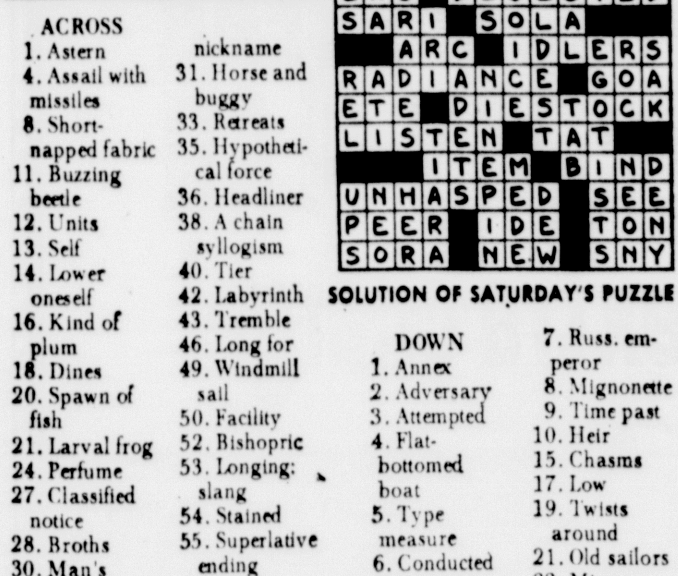 ACROSS
1. Astern
4. Assail with
missiles
8. Short-
napped fabric
11. Buzzing
beetle
12. Units
13. Self
14. Lower
oneself
16. Kind of
plum
18. Dines
20. Spawn of
fish
21. Larval frog
24. Perfume
27. Classified
notice
28. Broths
30. Man's
nickname
31. Horse and
buggy
33. Retreats
35. Hypotheti-
cal force
36. Headliner
38. A chain
syllogism
40. Tier
42. Labyrinth
43. Tremble
46. Long for
49. Windmill
sail
50. Facility
52. Bishopric
53. Longing:
slang
54. Stained
55. Superlative
ending
SARI SOLA
ARC IDLERS
RADIANCE GOA
ETE DIESTOCK
LISTEN TAT
ITEM BIND
UNHASPED SEE
PEER IDE TON
SORA NEW SNY
SOLUTION OF SATURDAY'S PUZZLE
DOWN
1. Annex
2. Adversary
3. Attempted
4. Flat-
bottomed
boat
5. Type
measure
6. Conducted
7. Russ. em-
peror
8. Mignonette
9. Time past
10. Heir
15. Chasms
17. Low
19. Twists
around
21. Old sailors